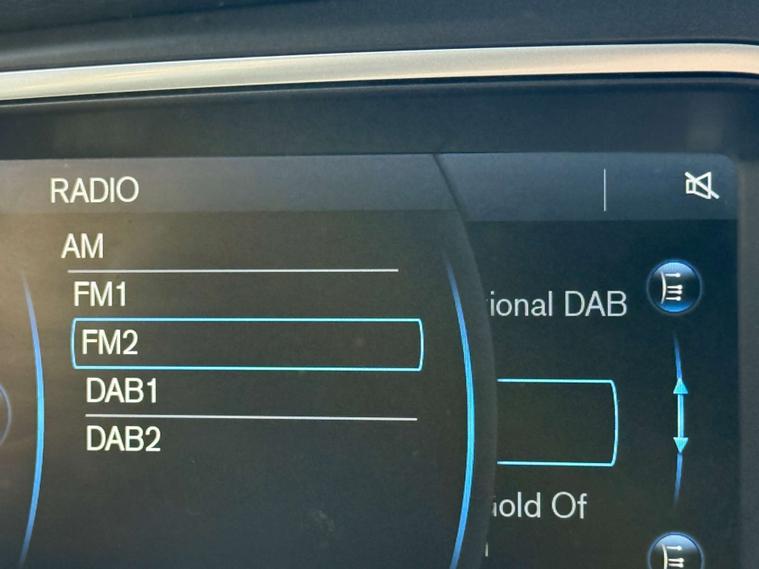 RADIO
AM
FM1
FM2
DAB1
DAB2
ional DAB
old Of